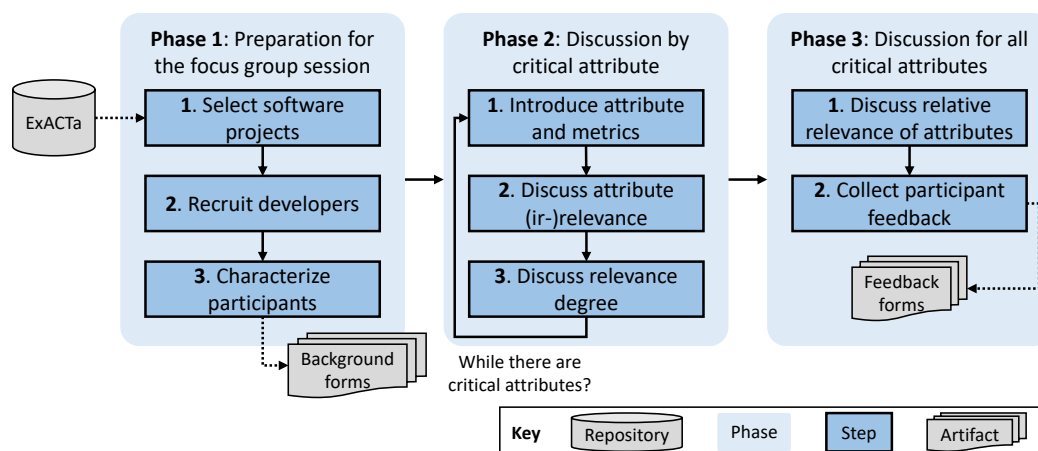 Phase 1: Preparation for
the focus group session
ExACTa
1. Select software
projects
2. Recruit developers
3. Characterize
participants
Background
forms
Phase 2: Discussion by
critical attribute
1. Introduce attribute
and metrics
2. Discuss attribute
(ir-)relevance
3. Discuss relevance
degree
While there are
critical attributes?
Phase 3: Discussion for all
critical attributes
1. Discuss relative
relevance of attributes
2. Collect participant
feedback
Feedback
forms
Key
Repository
Phase
Step
Artifact